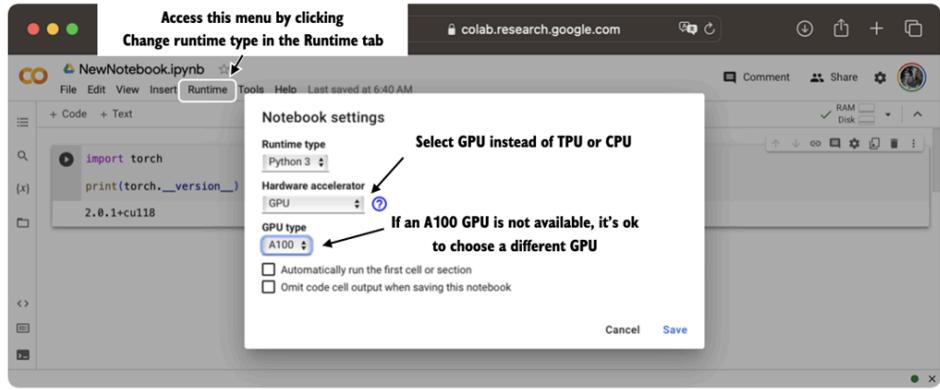 Access this menu by clicking
Change runtime type in the Runtime tab
colab.research.google.com
NewNotebook.ipynb
File Edit View Insert Runtime Tools Help Last saved at 6:40 AM
Comment Share
+ Code + Text
RAM
Disk
import torch
print(torch.__version__)
2.0.1+cu118
Notebook settings
Runtime type
Python 3
Select GPU instead of TPU or CPU
Hardware accelerator
GPU
GPU type
A100
If an A100 GPU is not available, it's ok
to choose a different GPU
Automatically run the first cell or section
Omit code cell output when saving this notebook
Cancel Save